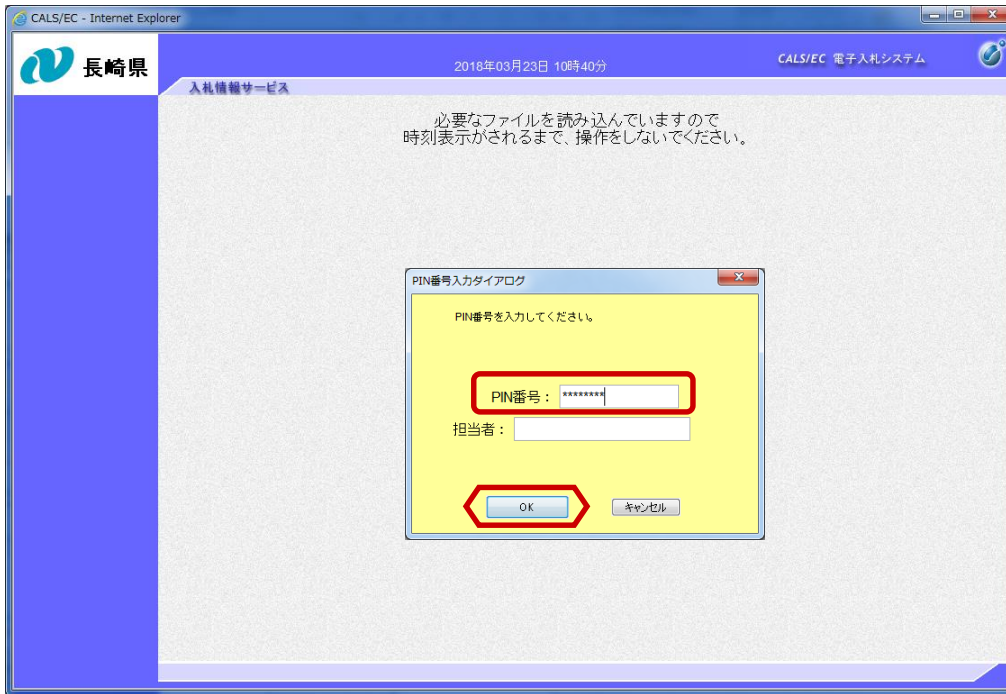 CALS/EC - Internet Explorer
長崎県
2018年03月23日 10時40分
CALS/EC 電子入札システム
入札情報サービス
必要なファイルを読み込んでいますので
時刻表示がされるまで、操作をしないでください。
PIN番号入力ダイアログ
PIN番号を入力してください。
PIN番号： ********
担当者：
OK キャンセル